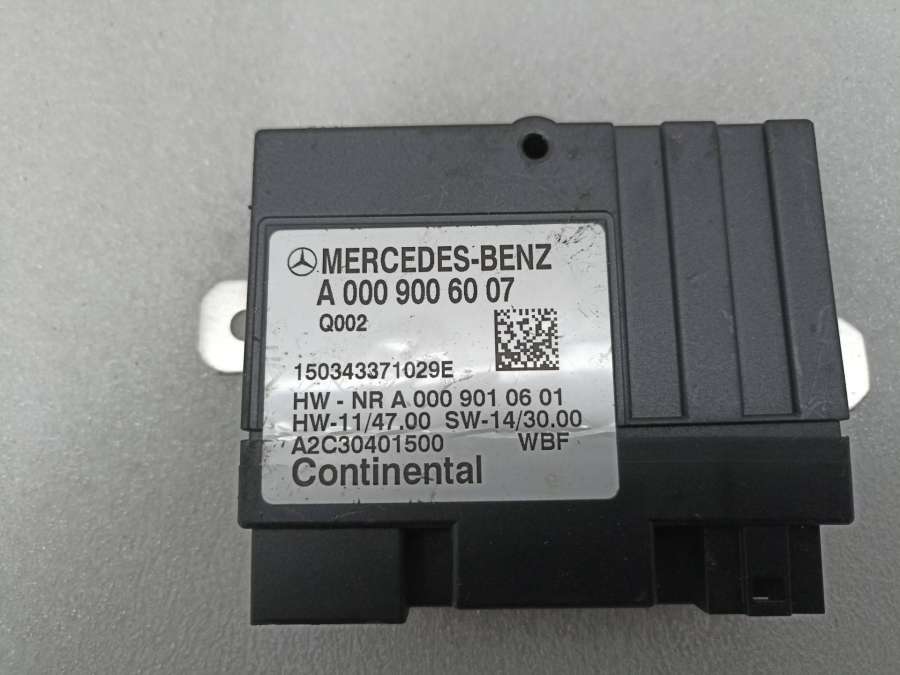 MERCEDES-BENZ
A 000 900 60 07
Q002
150343371029E
HW - NR A 000 901 06 01
HW-11/47.00 SW-14/30.00
A2C30401500 WBF
Continental